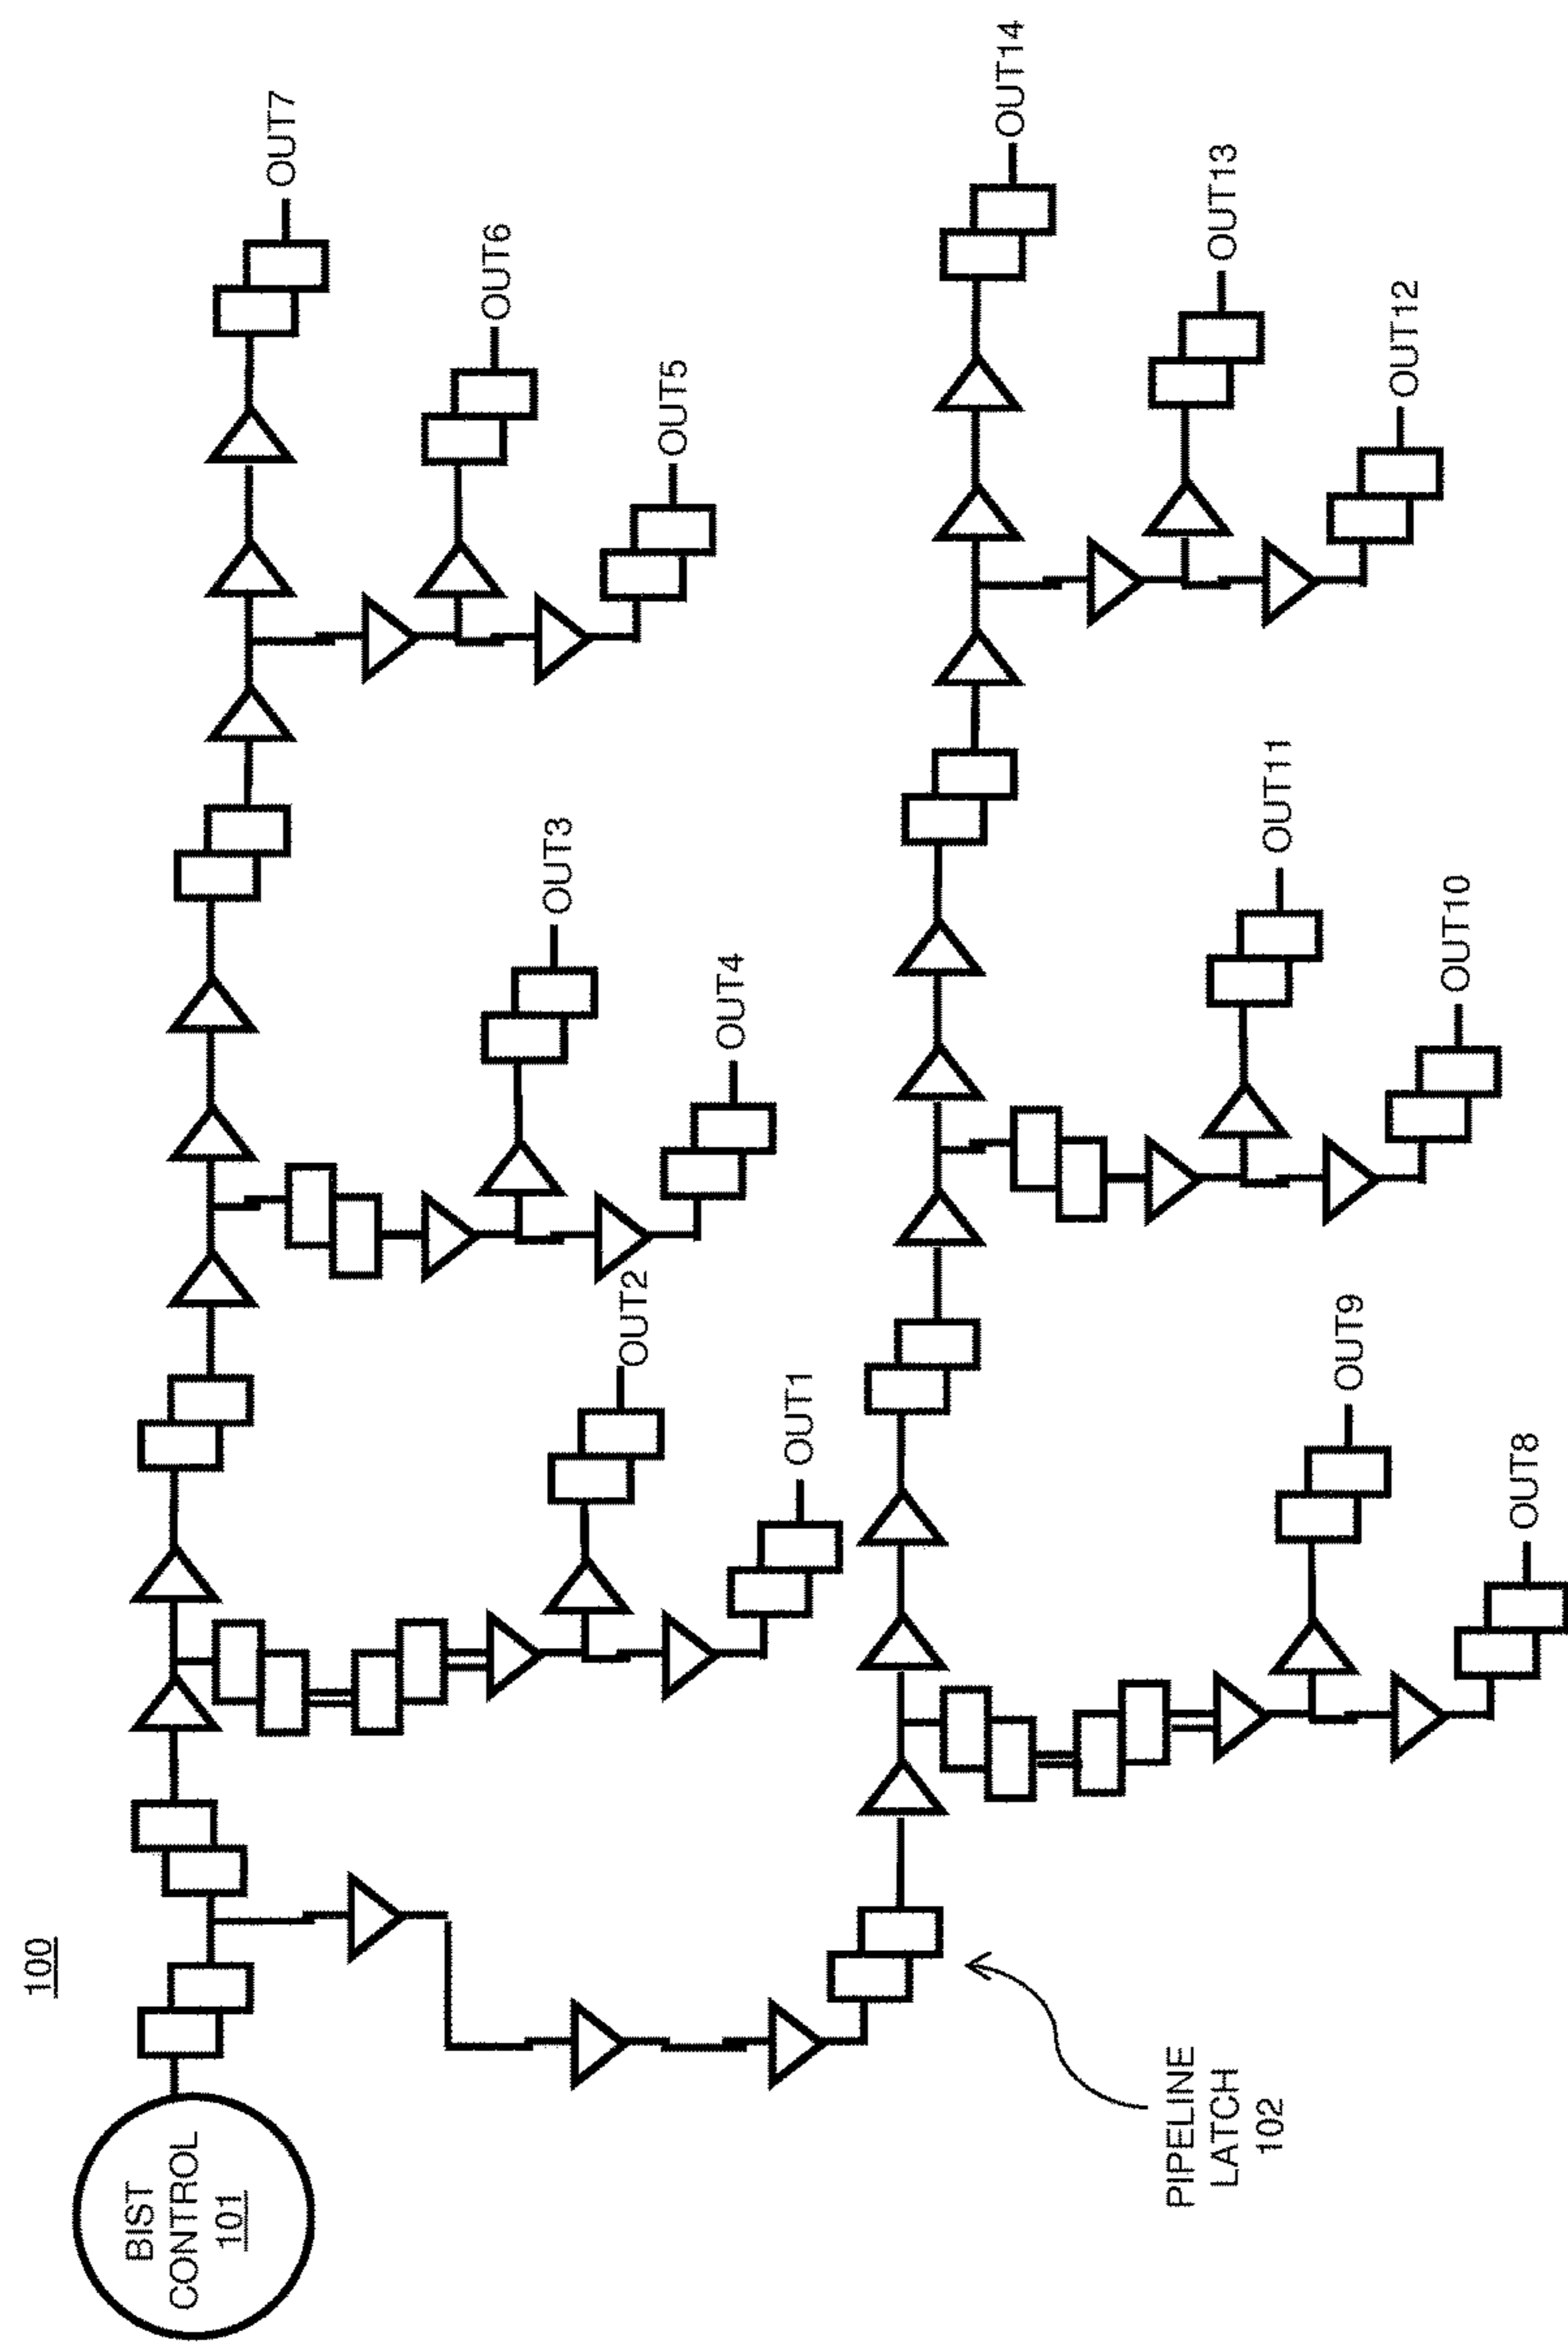 100
BIST
CONTROL
101
OUT7
OUT6
OUT5
OUT3
OUT4
OUT2
OUT1
OUT14
OUT13
OUT12
OUT11
OUT10
OUT9
OUT8
PIPELINE
LATCH
102